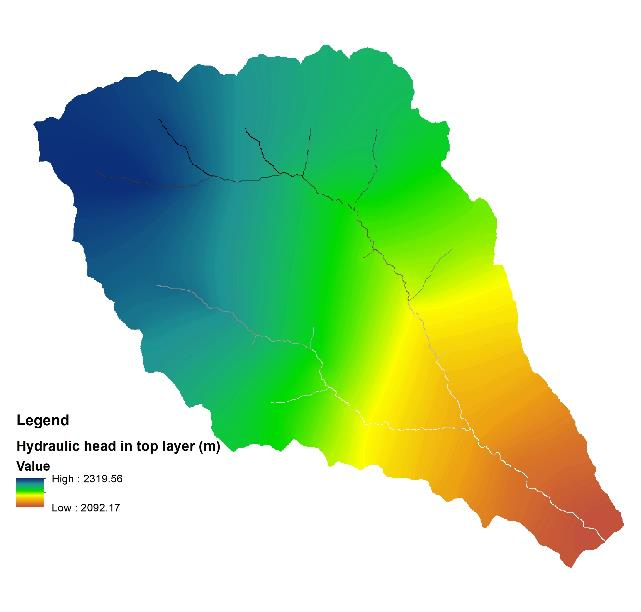 Legend
Hydraulic head in top layer (m)
Value
High : 2319.56
Low : 2092.17